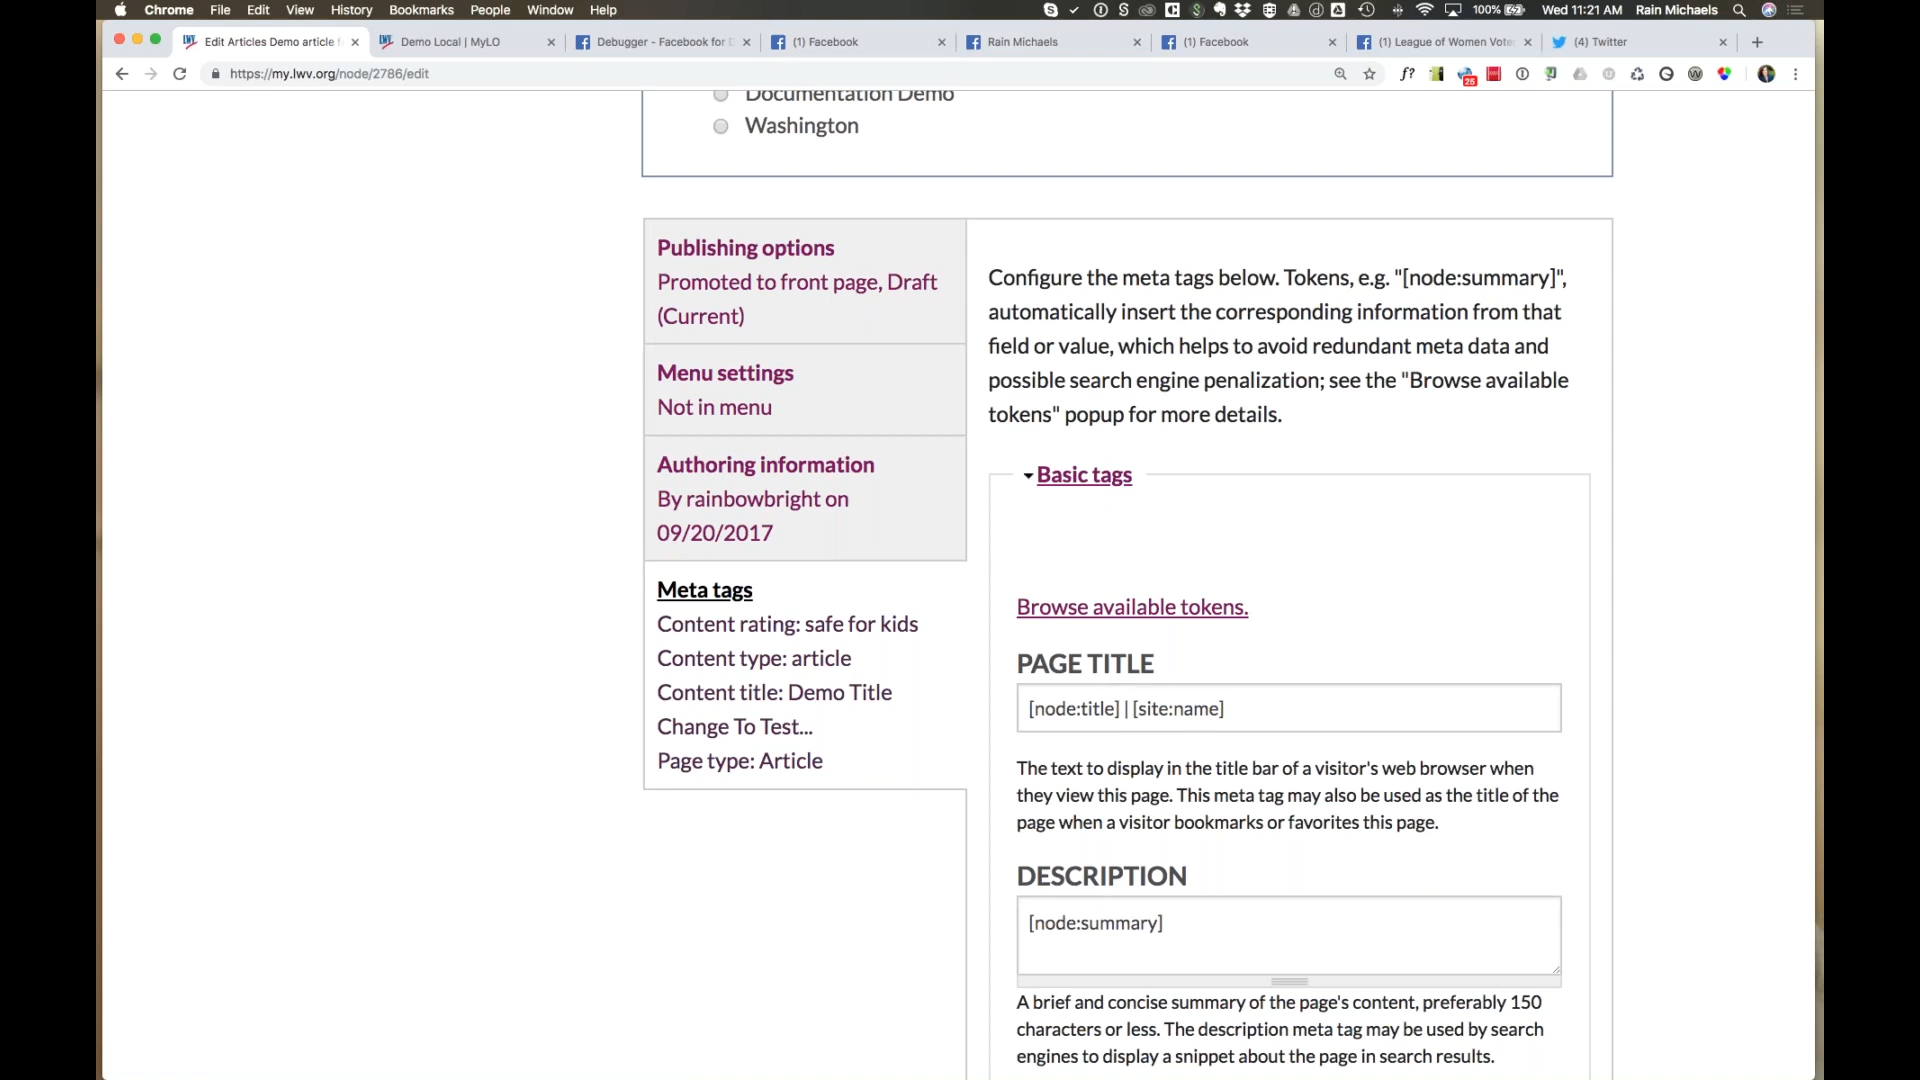 Chrome File Edit View History Bookmarks People Window Help 100% Wed 11:21 AM Rain Michaels
Edit Articles Demo article f Demo Local | MyLO Debugger - Facebook for D (1) Facebook Rain Michaels (1) Facebook (1) League of Women Vote (4) Twitter
https://my.lwv.org/node/2786/edit
f? 25
Documentation Demo
Washington
Publishing options
Promoted to front page, Draft
(Current)
Menu settings
Not in menu
Authoring information
By rainbowbright on
09/20/2017
Meta tags
Content rating: safe for kids
Content type: article
Content title: Demo Title
Change To Test...
Page type: Article
Configure the meta tags below. Tokens, e.g. "[node:summary]",
automatically insert the corresponding information from that
field or value, which helps to avoid redundant meta data and
possible search engine penalization; see the "Browse available
tokens" popup for more details.
Basic tags
Browse available tokens.
PAGE TITLE
[node:title] | [site:name]
The text to display in the title bar of a visitor's web browser when
they view this page. This meta tag may also be used as the title of the
page when a visitor bookmarks or favorites this page.
DESCRIPTION
[node:summary]
A brief and concise summary of the page's content, preferably 150
characters or less. The description meta tag may be used by search
engines to display a snippet about the page in search results.